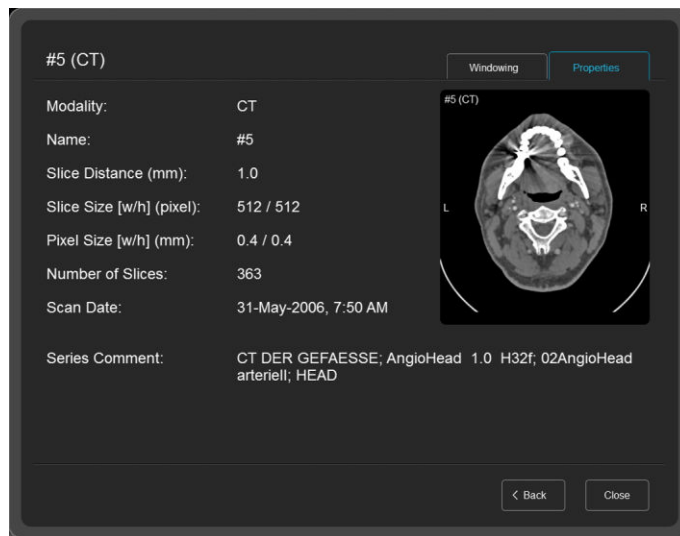 #5 (CT)
Windowing
Properties
Modality: CT
#5 (CT)
Name: #5
Slice Distance (mm): 1.0
Slice Size [w/h] (pixel): 512 / 512
L
R
Pixel Size [w/h] (mm): 0.4 / 0.4
Number of Slices: 363
Scan Date: 31-May-2006, 7:50 AM
Series Comment: CT DER GEFAESSE; AngioHead 1.0 H32f; 02AngioHead
arteriell; HEAD
< Back
Close